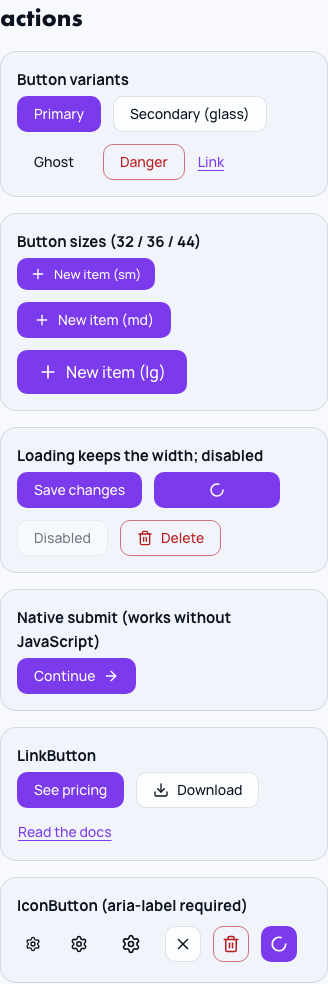 actions
Button variants
Primary
Secondary (glass)
Ghost
Danger
Link
Button sizes (32 / 36 / 44)
New item (sm)
New item (md)
New item (lg)
Loading keeps the width; disabled
Save changes
Disabled
Delete
Native submit (works without
JavaScript)
Continue
LinkButton
See pricing
Download
Read the docs
IconButton (aria-label required)